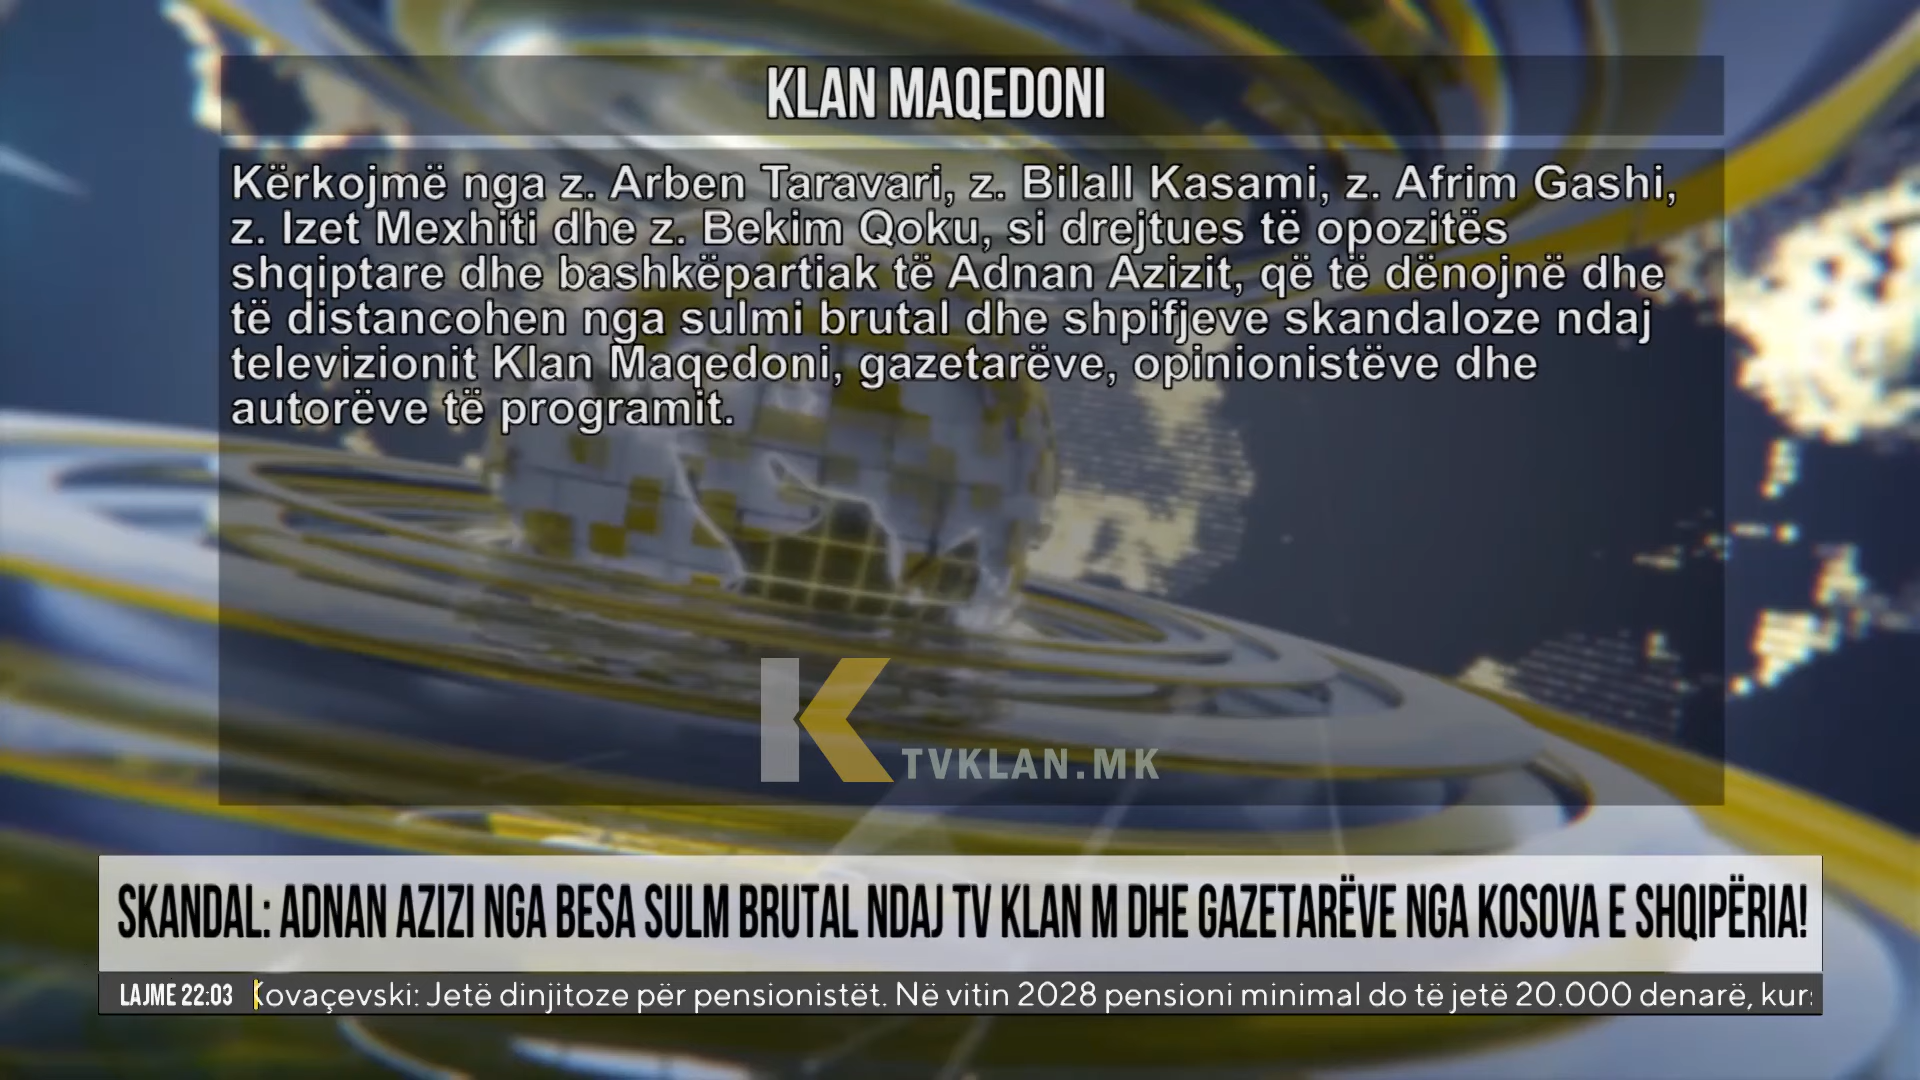 KLAN MAQEDONI
Kërkojmë nga z. Arben Taravari, z. Bilall Kasami, z. Afrim Gashi,
z. Izet Mexhiti dhe z. Bekim Qoku, si drejtues të opozitës
shqiptare dhe bashkëpartiak të Adnan Azizit, që të dënojnë dhe
të distancohen nga sulmi brutal dhe shpifjeve skandaloze ndaj
televizionit Klan Maqedoni, gazetarëve, opinionistëve dhe
autorëve të programit.
K TVKLAN.MK
SKANDAL: ADNAN AZIZI NGA BESA SULM BRUTAL NDAJ TV KLAN M DHE GAZETARËVE NGA KOSOVA E SHQIPËRIA!
LAJME 22:03 Kovaçevski: Jetë dinjitoze për pensionistët. Në vitin 2028 pensioni minimal do të jetë 20.000 denarë, kur